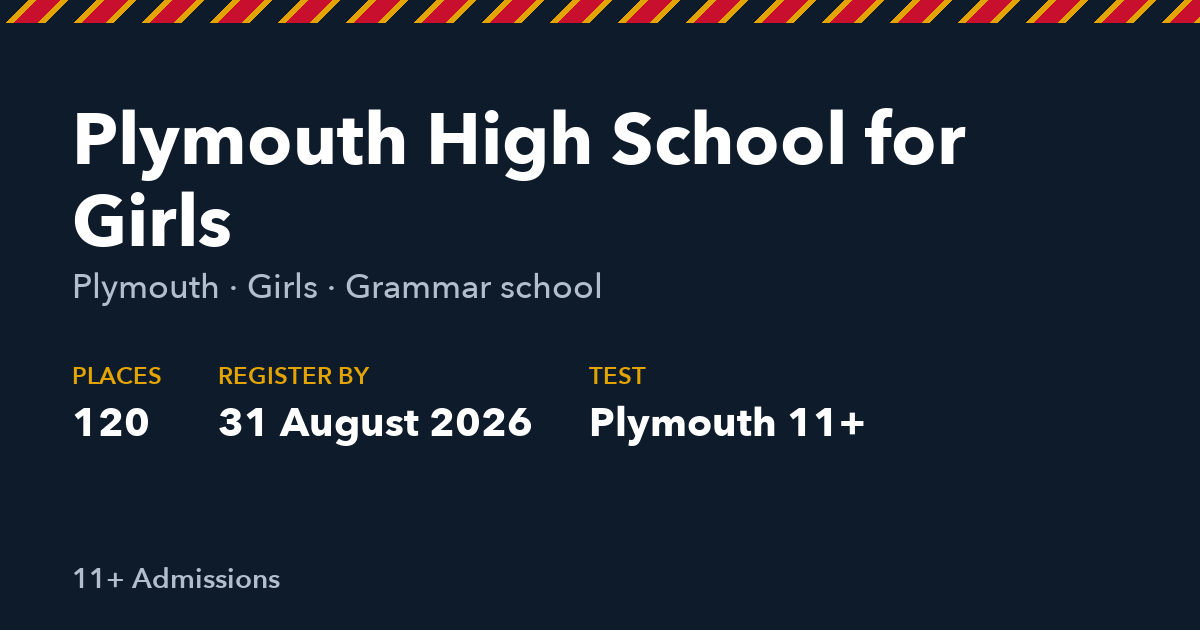 Plymouth High School for
Girls
Plymouth · Girls · Grammar school
PLACES REGISTER BY TEST
120 31 August 2026 Plymouth 11+
11+ Admissions